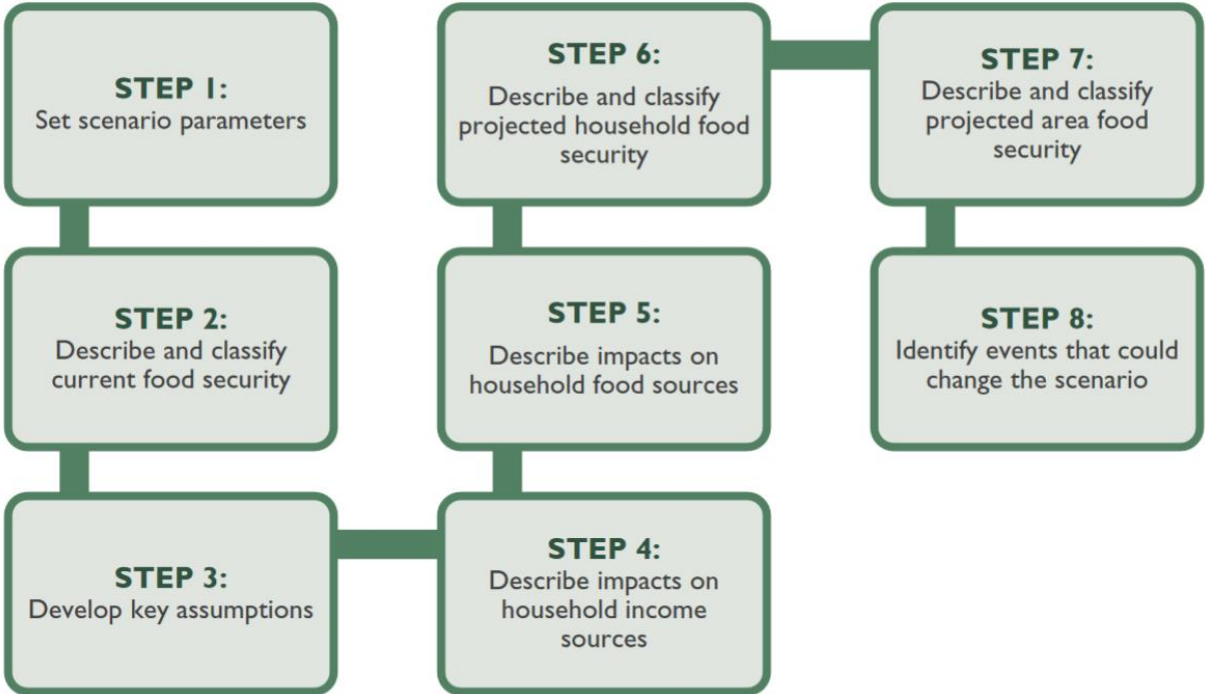 STEP 1:
Set scenario parameters
STEP 2:
Describe and classify
current food security
STEP 3:
Develop key assumptions
STEP 4:
Describe impacts on
household income
sources
STEP 5:
Describe impacts on
household food sources
STEP 6:
Describe and classify
projected household food
security
STEP 7:
Describe and classify
projected area food
security
STEP 8:
Identify events that could
change the scenario